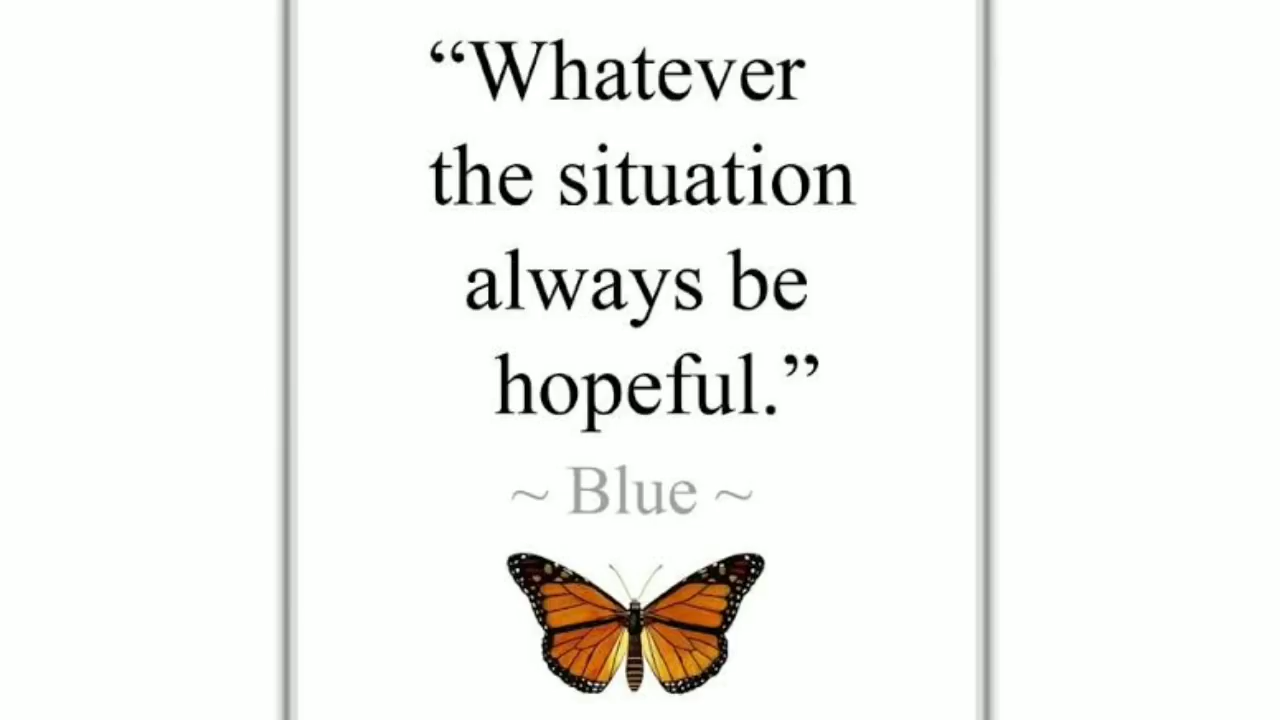 “Whatever
the situation
always be
hopeful.”
~ Blue ~